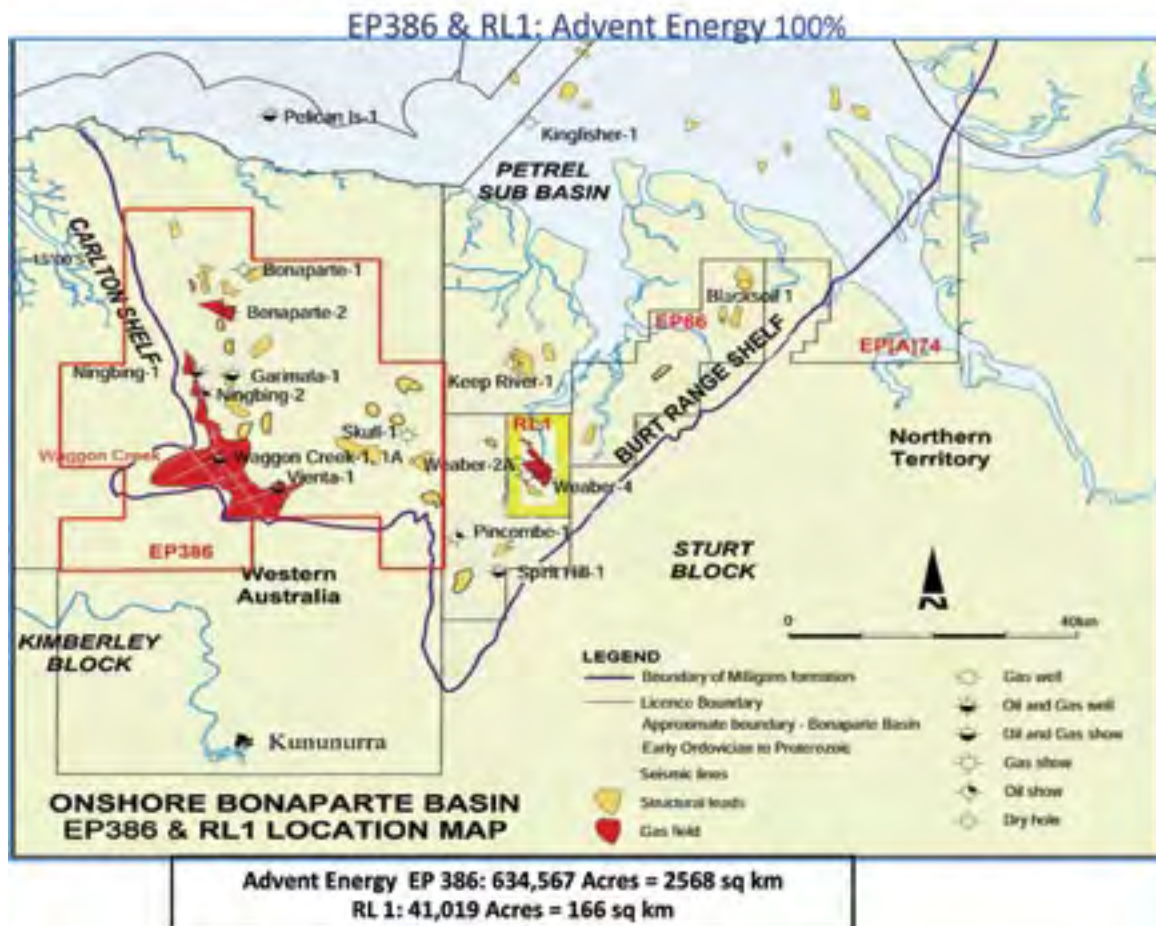 EP386 & RL1: Advent Energy 100%
Pelican Is-1
Kinglisher-1
PETREL
SUB BASIN
CARLTON SHELF
15°00' S
Bonaparte-1
Bonaparte-2
Blacksoil 1
EP66
EP[A]74
BURT RANGE SHELF
Ningbing-1
Garimala-1
Ningbing-2
Keep River-1
RL1
Skull-1
Waggon Creek
Waggon Creek-1, 1A
Weaber-2A
Vienta-1
Weaber-4
Northern
Territory
Pincombe-1
EP386
Western
Australia
Spirit Hill-1
STURT
BLOCK
N
KIMBERLEY
BLOCK
0
40km
Kununurra
LEGEND
Boundary of Milligans formation
Licence Boundary
Approximate boundary - Bonaparte Basin
Early Ordovician to Proterozoic
Seismic lines
Structural leads
Gas field
Gas well
Oil and Gas well
Oil and Gas show
Gas show
Oil show
Dry hole
ONSHORE BONAPARTE BASIN
EP386 & RL1 LOCATION MAP
Advent Energy EP 386: 634,567 Acres = 2568 sq km
RL 1: 41,019 Acres = 166 sq km